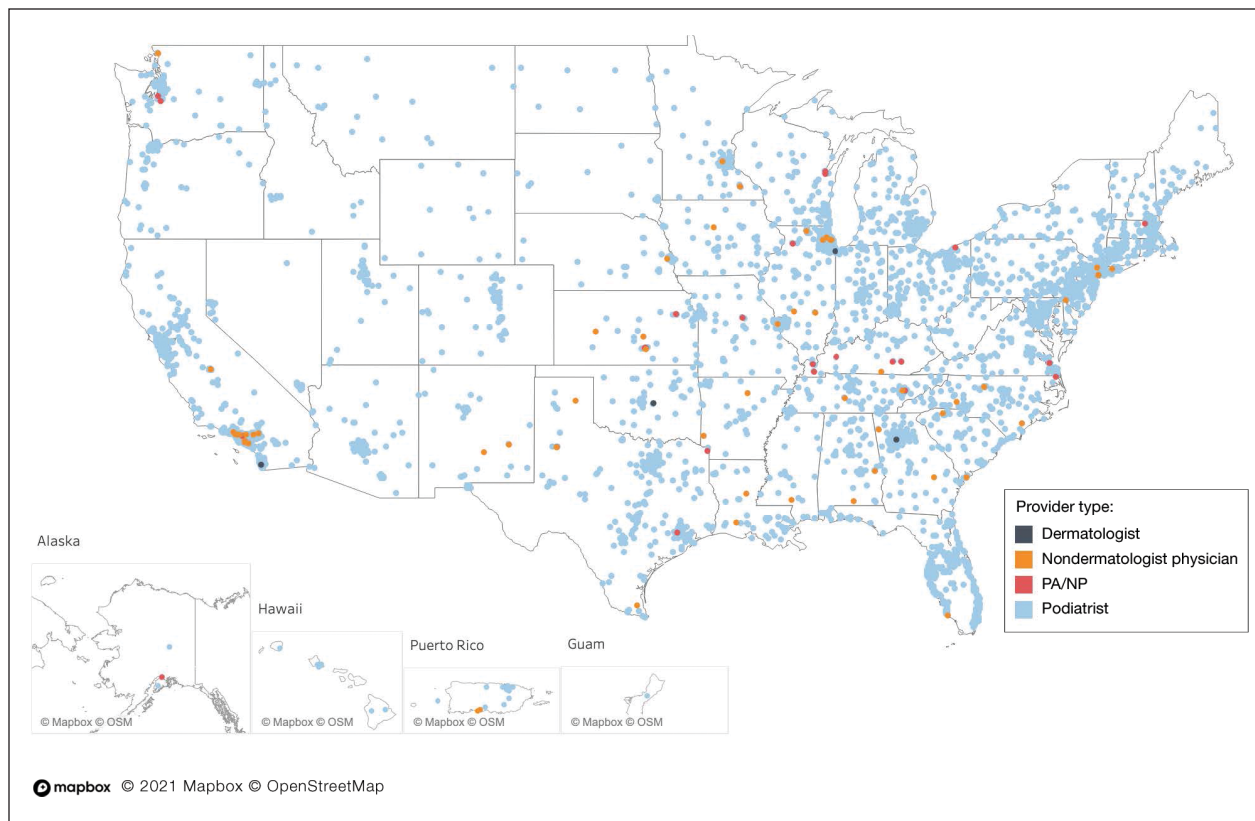 Provider type:
Dermatologist
Nondermatologist physician
PA/NP
Podiatrist
Alaska
Hawaii
Puerto Rico
Guam
© Mapbox © OSM
© Mapbox © OSM
© Mapbox © OSM
© Mapbox © OSM
mapbox © 2021 Mapbox © OpenStreetMap